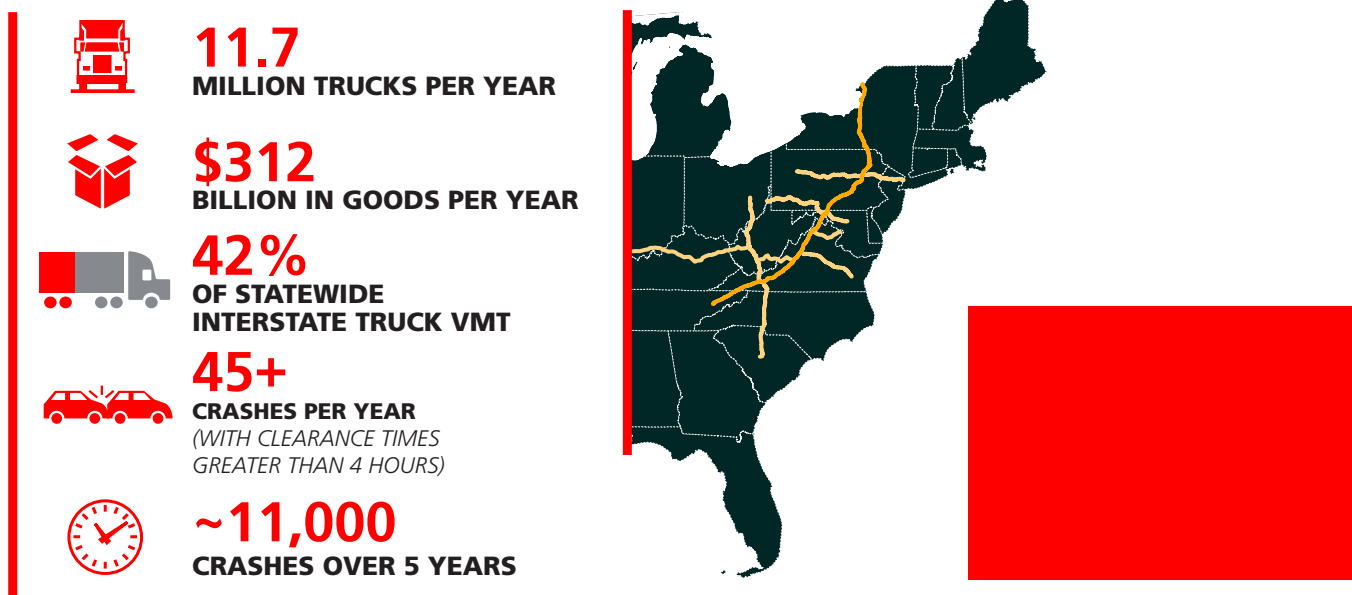 11.7
MILLION TRUCKS PER YEAR
$312
BILLION IN GOODS PER YEAR
42%
OF STATEWIDE
INTERSTATE TRUCK VMT
45+
CRASHES PER YEAR
(WITH CLEARANCE TIMES
GREATER THAN 4 HOURS)
~11,000
CRASHES OVER 5 YEARS